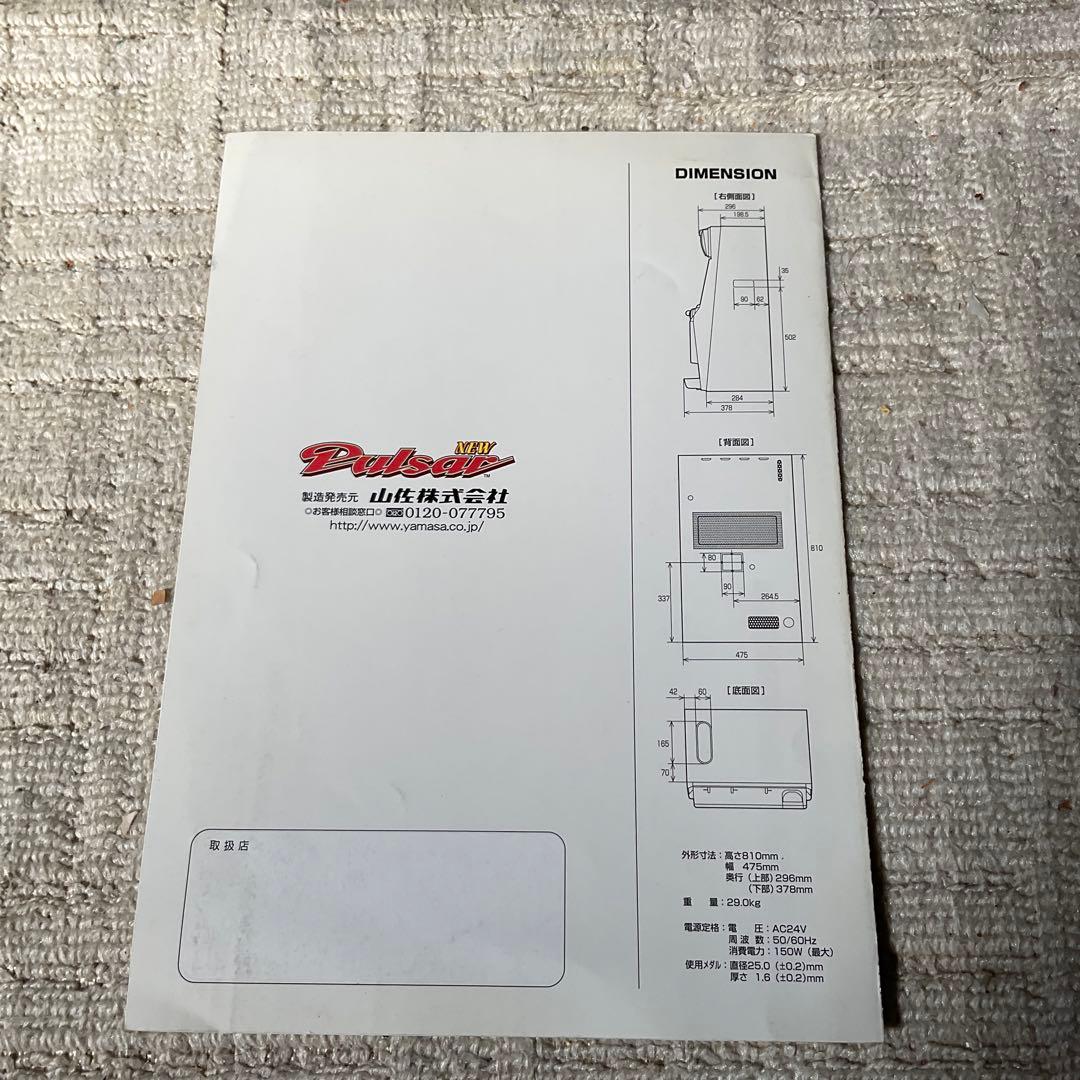 NEW
Pulsar™
製造発売元 山佐株式会社
○お客様相談窓口○ 0120-077795
http://www.yamasa.co.jp/
取扱店
DIMENSION
[右側面図]
296
198.5
35
90 62
502
284
378
[背面図]
810
80
90
264.5
337
475
[底面図]
42 60
165
70
外形寸法：高さ810mm
幅 475mm
奥行（上部）296mm
（下部）378mm
重 量：29.0kg
電源定格：電 圧：AC24V
周 波 数：50/60Hz
消費電力：150W（最大）
使用メダル：直径25.0（±0.2）mm
厚さ 1.6（±0.2）mm